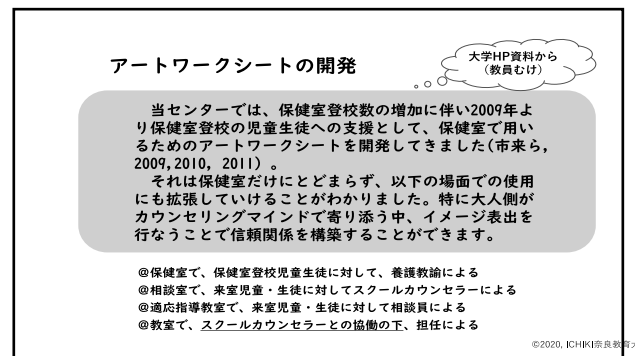 アートワークシートの開発
大学HP資料から
（教員むけ）
当センターでは、保健室登校数の増加に伴い2009年よ
り保健室登校の児童生徒への支援として、保健室で用い
るためのアートワークシートを開発してきました(市来ら,
2009,2010, 2011) 。
それは保健室だけにとどまらず、以下の場面での使用
にも拡張していけることがわかりました。特に大人側が
カウンセリングマインドで寄り添う中、イメージ表出を
行なうことで信頼関係を構築することができます。
@保健室で、保健室登校児童生徒に対して、養護教諭による
@相談室で、来室児童・生徒に対してスクールカウンセラーによる
@適応指導教室で、来室児童・生徒に対して相談員による
@教室で、スクールカウンセラーとの協働の下、担任による
©2020, ICHIKI奈良教育